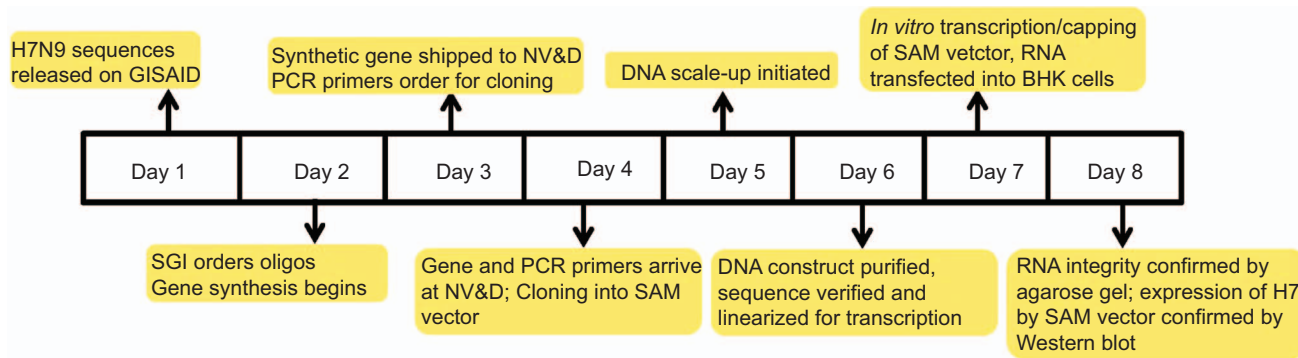 H7N9 sequences
released on GISAID
Synthetic gene shipped to NV&D
PCR primers order for cloning
DNA scale-up initiated
In vitro transcription/capping
of SAM vetctor, RNA
transfected into BHK cells
Day 1
Day 2
Day 3
Day 4
Day 5
Day 6
Day 7
Day 8
SGI orders oligos
Gene synthesis begins
Gene and PCR primers arrive
at NV&D; Cloning into SAM
vector
DNA construct purified,
sequence verified and
linearized for transcription
RNA integrity confirmed by
agarose gel; expression of H7
by SAM vector confirmed by
Western blot